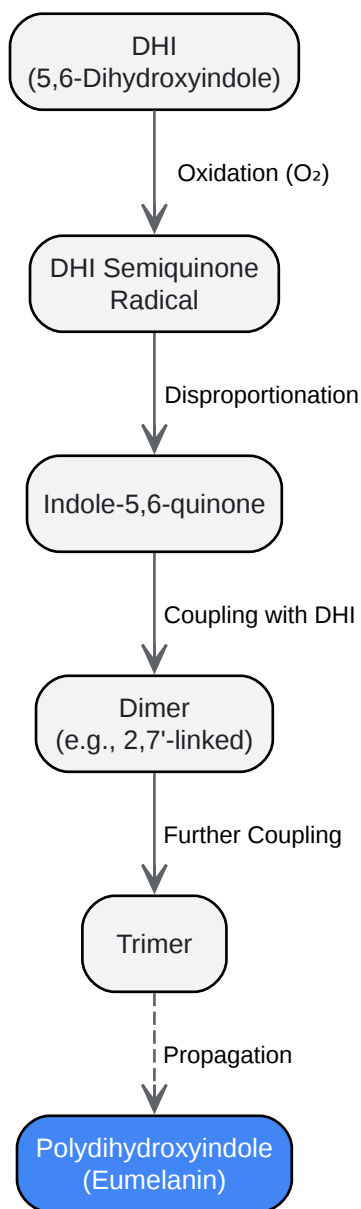 DHI
(5,6-Dihydroxyindole)
Oxidation (O₂)
DHI Semiquinone
Radical
Disproportionation
Indole-5,6-quinone
Coupling with DHI
Dimer
(e.g., 2,7'-linked)
Further Coupling
Trimer
Propagation
Polydihydroxyindole
(Eumelanin)